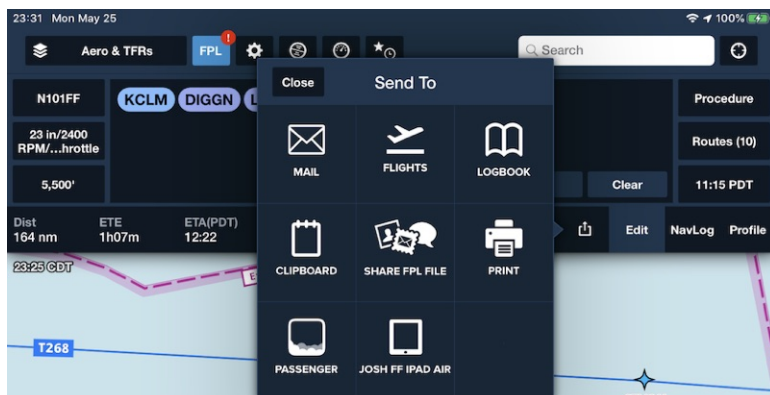 23:31 Mon May 25
100%
Aero & TFRs
FPL
!
Search
N101FF
KCLM
DIGGN
Close
Send To
Procedure
23 in/2400
RPM/...hrottle
Routes (10)
5,500'
Clear
11:15 PDT
MAIL
FLIGHTS
LOGBOOK
Dist
ETE
ETA(PDT)
164 nm
1h07m
12:22
Edit
NavLog
Profile
23:25 CDT
CLIPBOARD
SHARE FPL FILE
PRINT
T268
PASSENGER
JOSH FF IPAD AIR